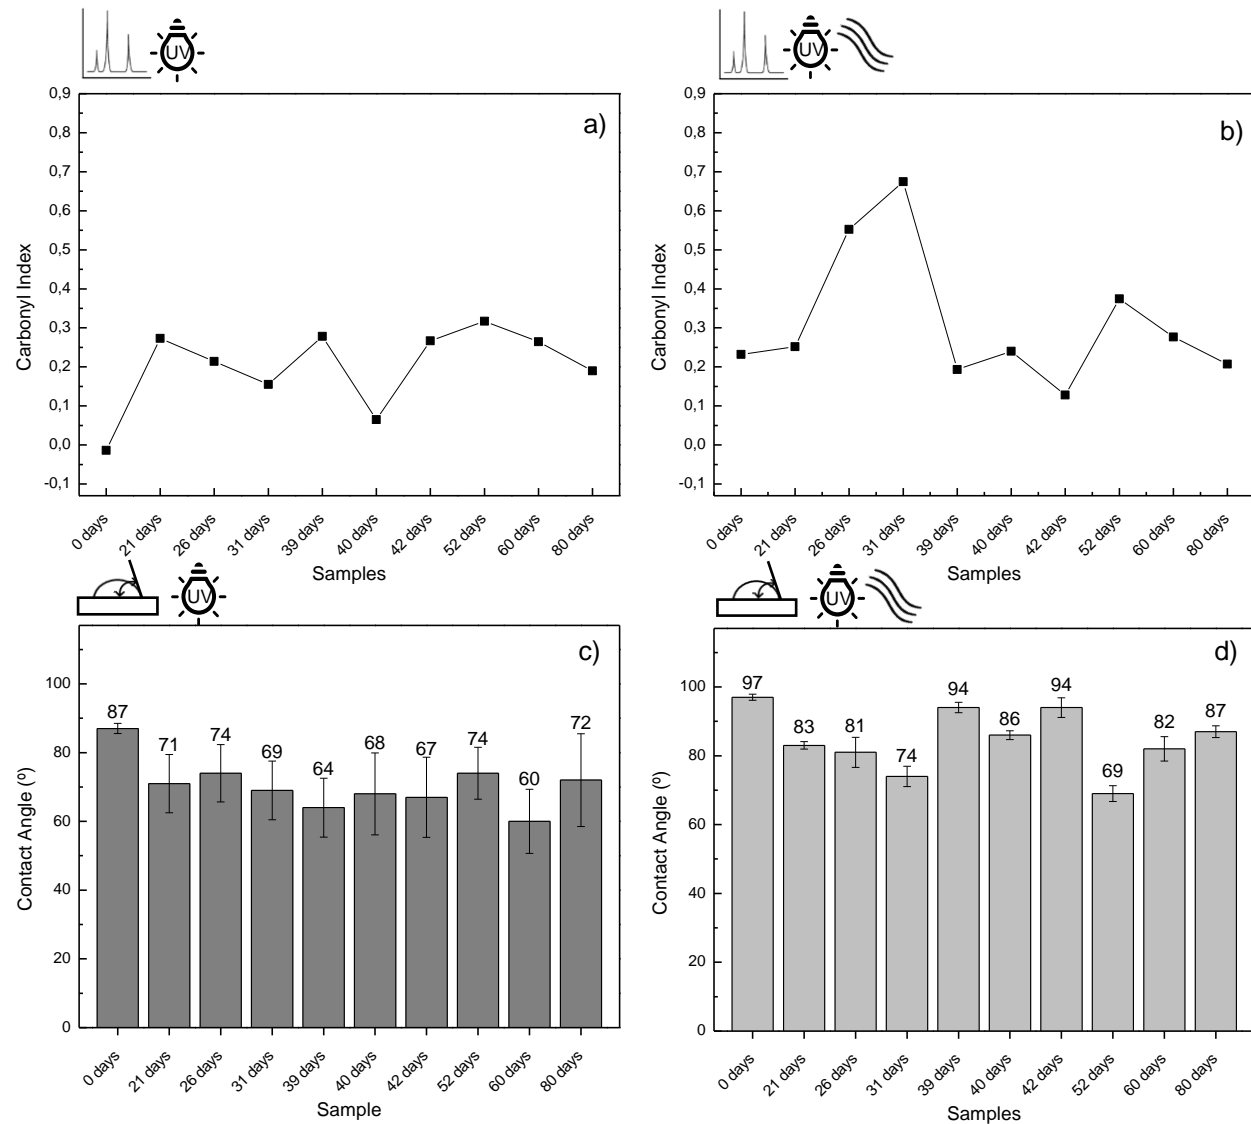 UV
UV
a)
0,9
0,8
0,7
0,6
0,5
0,4
0,3
0,2
0,1
0,0
-0,1
Carbonyl Index
0 days
21 days
26 days
31 days
39 days
40 days
42 days
52 days
60 days
80 days
Samples
b)
0,9
0,8
0,7
0,6
0,5
0,4
0,3
0,2
0,1
0,0
-0,1
Carbonyl Index
0 days
21 days
26 days
31 days
39 days
40 days
42 days
52 days
60 days
80 days
Samples
UV
UV
c)
100
80
60
40
20
0
Contact Angle (º)
87
71
74
69
64
68
67
74
60
72
0 days
21 days
26 days
31 days
39 days
40 days
42 days
52 days
60 days
80 days
Sample
d)
100
80
60
40
20
0
Contact Angle (º)
97
83
81
74
94
86
94
69
82
87
0 days
21 days
26 days
31 days
39 days
40 days
42 days
52 days
60 days
80 days
Samples